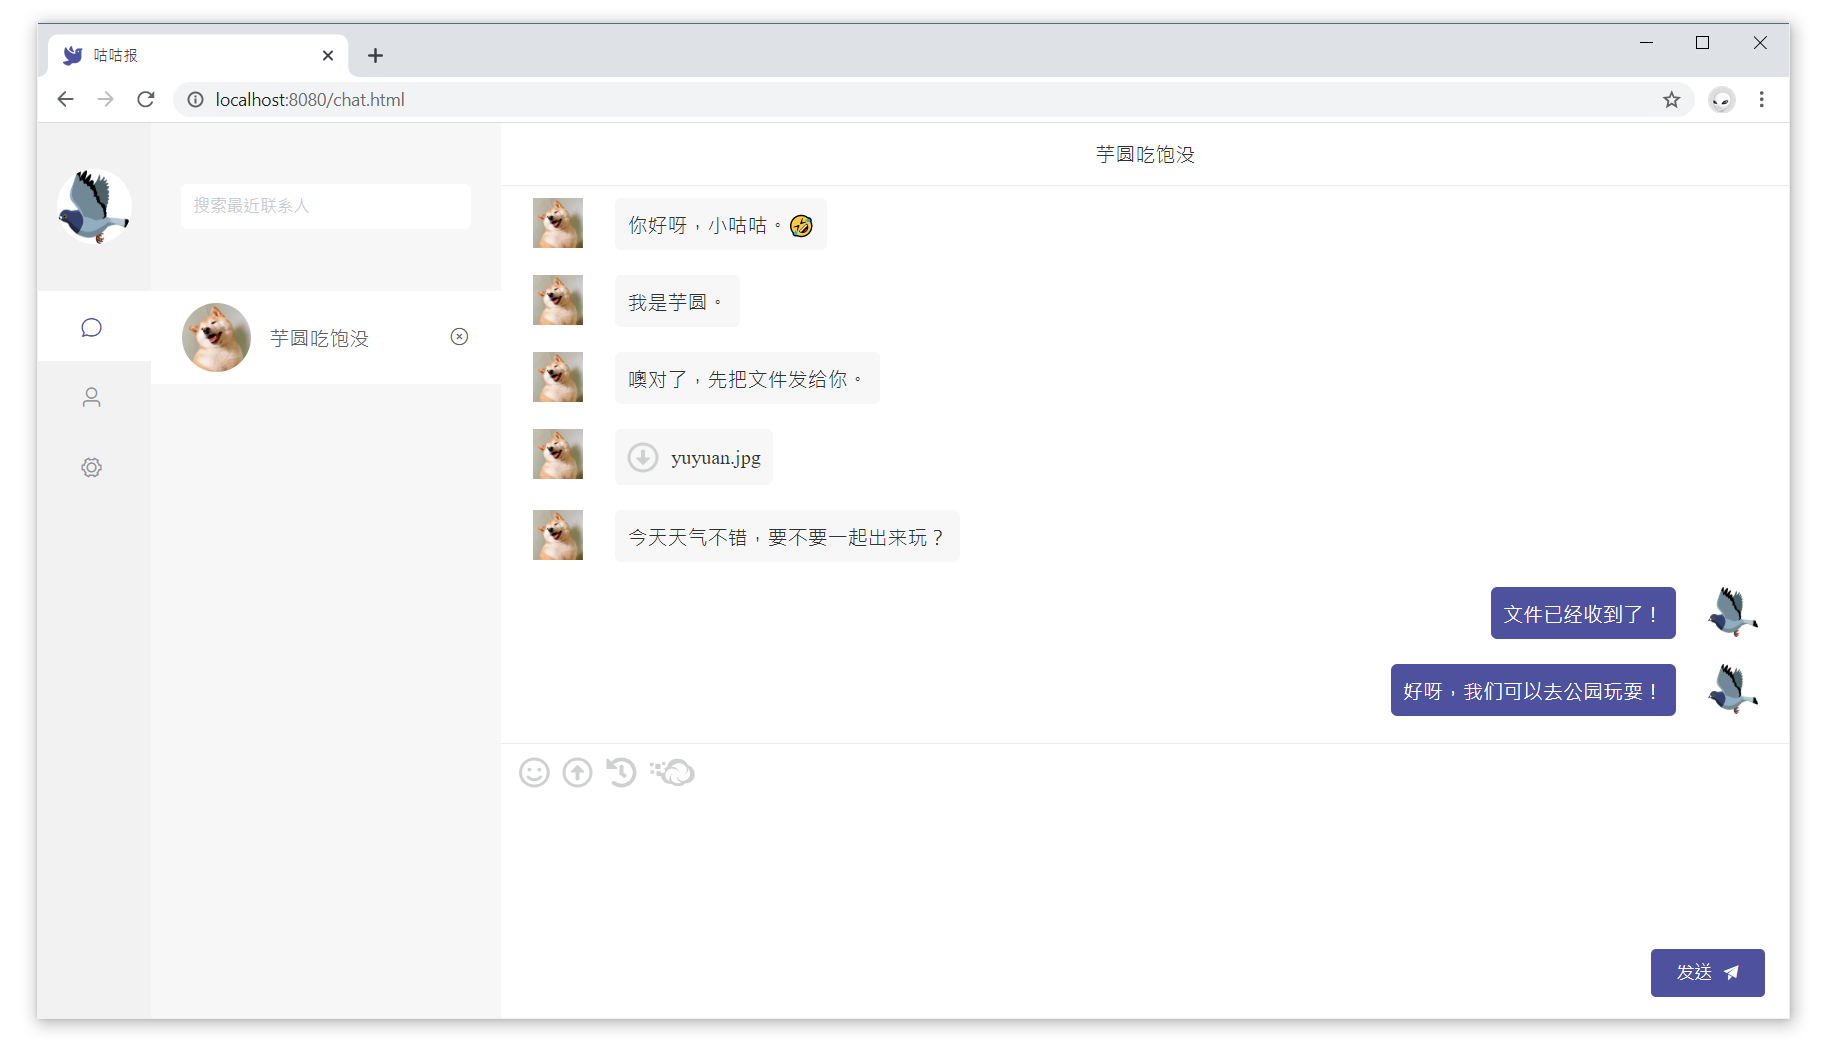 咕咕报
localhost:8080/chat.html
搜索最近联系人
芋圆吃饱没
芋圆吃饱没
你好呀，小咕咕。🤣
我是芋圆。
噢对了，先把文件发给你。
yuyuan.jpg
今天天气不错，要不要一起出来玩？
文件已经收到了！
好呀，我们可以去公园玩耍！
发送